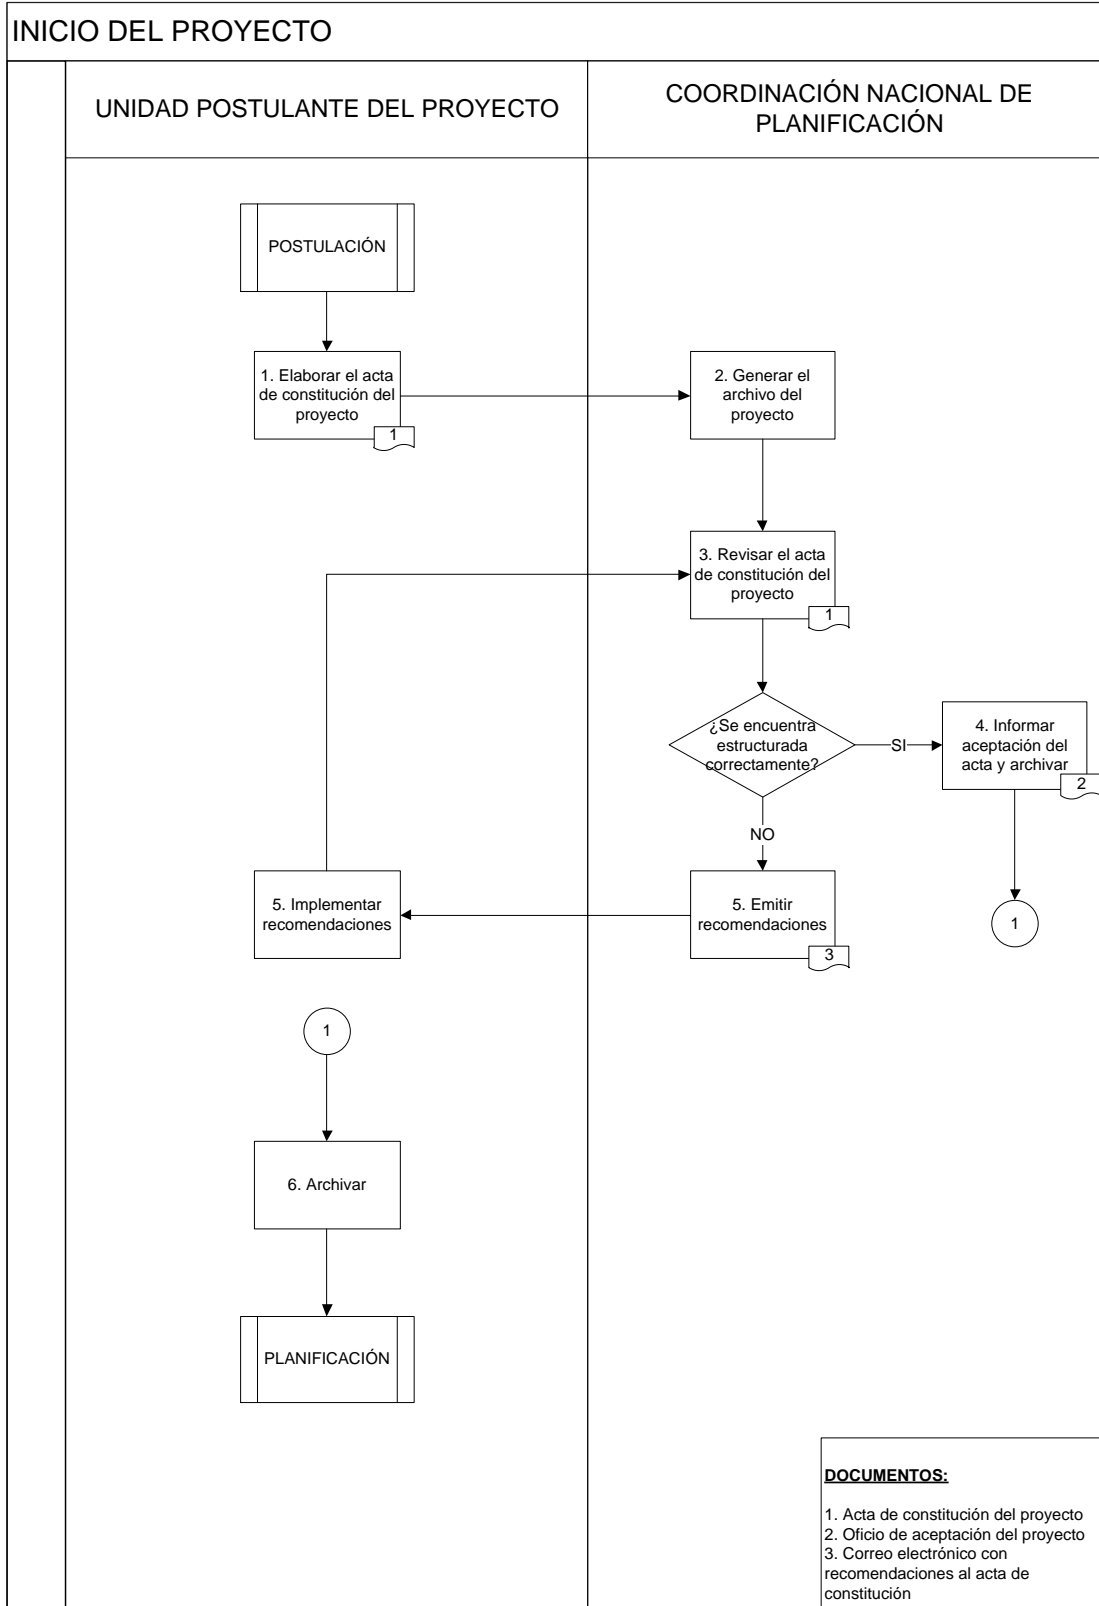 INICIO DEL PROYECTO
UNIDAD POSTULANTE DEL PROYECTO
COORDINACIÓN NACIONAL DE
PLANIFICACIÓN
POSTULACIÓN
1. Elaborar el acta
de constitución del
proyecto
1
2. Generar el
archivo del
proyecto
3. Revisar el acta
de constitución del
proyecto
1
¿Se encuentra
estructurada
correctamente?
SI
4. Informar
aceptación del
acta y archivar
2
NO
5. Implementar
recomendaciones
5. Emitir
recomendaciones
3
1
1
6. Archivar
PLANIFICACIÓN
DOCUMENTOS:
1. Acta de constitución del proyecto
2. Oficio de aceptación del proyecto
3. Correo electrónico con
recomendaciones al acta de
constitución